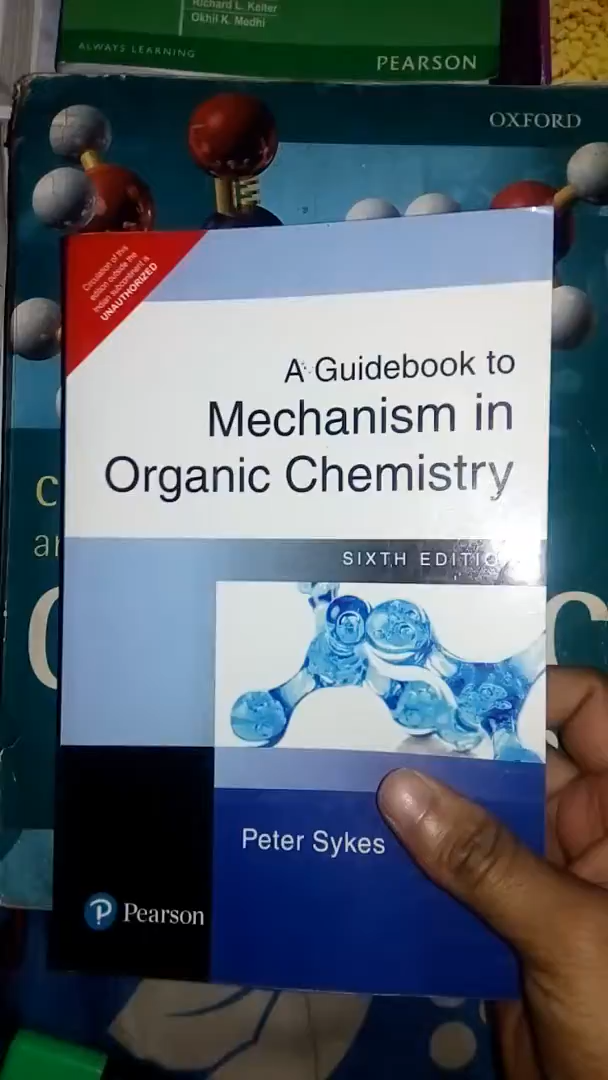 Richard L. Keiter
Okhil K. Medhi
ALWAYS LEARNING
PEARSON
OXFORD
Circulation of this
edition outside the
Indian subcontinent is
UNAUTHORIZED
A Guidebook to
Mechanism in
Organic Chemistry
SIXTH EDITIO
Peter Sykes
Pearson